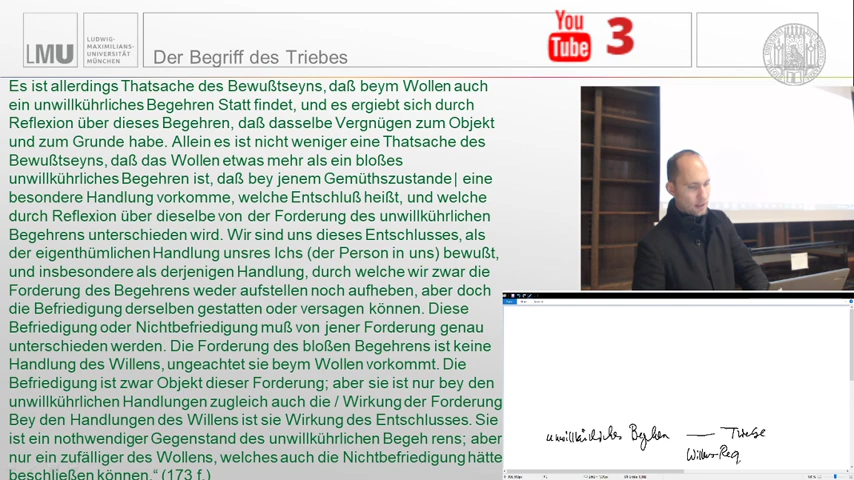 LMU
LUDWIG-
MAXIMILIANS-
UNIVERSITÄT
MÜNCHEN
Der Begriff des Triebes
You
Tube
3
Es ist allerdings Thatsache des Bewußtseyns, daß beym Wollen auch
ein unwillkührliches Begehren Statt findet, und es ergiebt sich durch
Reflexion über dieses Begehren, daß dasselbe Vergnügen zum Objekt
und zum Grunde habe. Allein es ist nicht weniger eine Thatsache des
Bewußtseyns, daß das Wollen etwas mehr als ein bloßes
unwillkührliches Begehren ist, daß bey jenem Gemüthszustande| eine
besondere Handlung vorkomme, welche Entschluß heißt, und welche
durch Reflexion über dieselbe von der Forderung des unwillkührlichen
Begehrens unterschieden wird. Wir sind uns dieses Entschlusses, als
der eigenthümlichen Handlung unsres Ichs (der Person in uns) bewußt,
und insbesondere als derjenigen Handlung, durch welche wir zwar die
Forderung des Begehrens weder aufstellen noch aufheben, aber doch
die Befriedigung derselben gestatten oder versagen können. Diese
Befriedigung oder Nichtbefriedigung muß von jener Forderung genau
unterschieden werden. Die Forderung des bloßen Begehrens ist keine
Handlung des Willens, ungeachtet sie beym Wollen vorkommt. Die
Befriedigung ist zwar Objekt dieser Forderung; aber sie ist nur bey den
unwillkührlichen Handlungen zugleich auch die / Wirkung der Forderung
Bey den Handlungen des Willens ist sie Wirkung des Entschlusses. Sie
ist ein nothwendiger Gegenstand des unwillkührlichen Begeh rens; aber
nur ein zufälliger des Wollens, welches auch die Nichtbefriedigung hätte
beschließen können.“ (173 f.)
unwillkührliches Begehren — Triebe